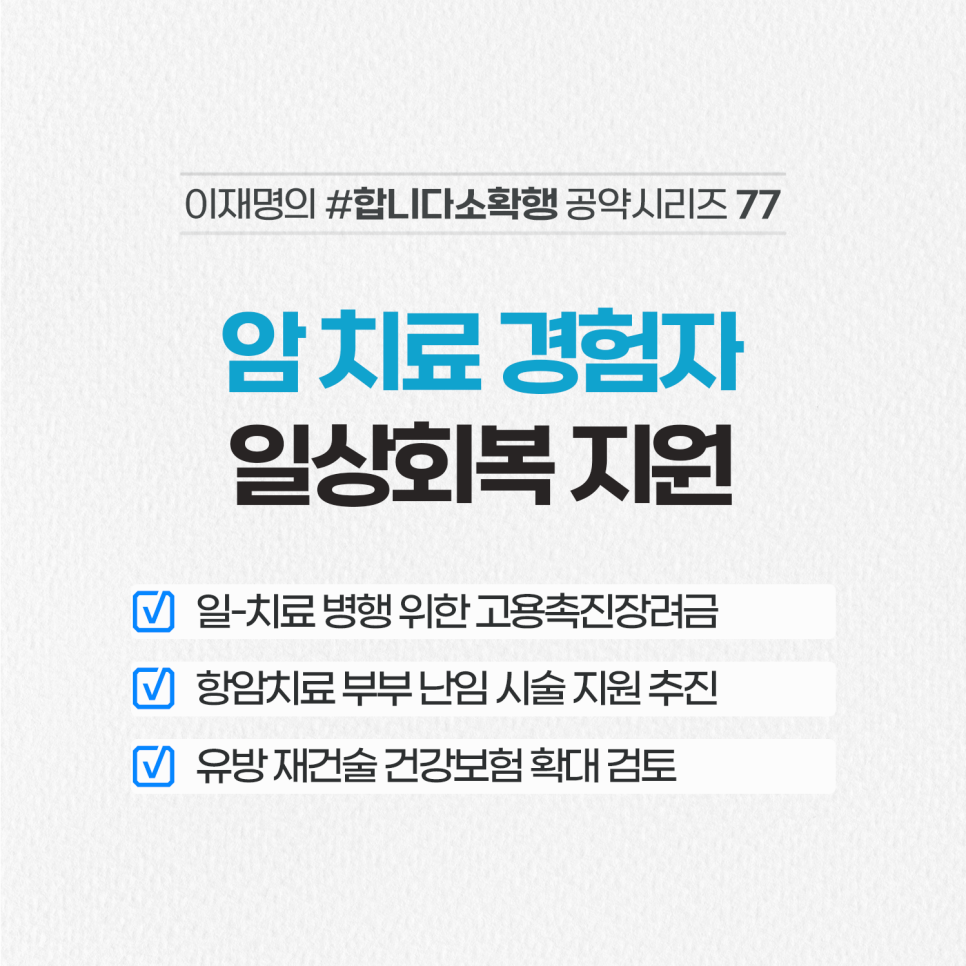 이재명의 #합니다소확행 공약시리즈 77
암 치료 경험자
일상회복 지원
일-치료 병행 위한 고용촉진장려금
항암치료 부부 난임 시술 지원 추진
유방 재건술 건강보험 확대 검토